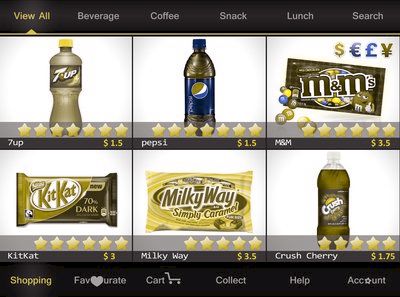 View All Beverage Coffee Snack Lunch Search
7up
pepsi
$ € £ ¥
m&m's
7up $ 1.5
pepsi $ 1.5
M&M $ 3.5
Nestle
KitKat
new
70%
DARK
Milky Way
Simply Caramel
Crush
KitKat $ 3
Milky Way $ 3.5
Crush Cherry $ 1.75
Shopping Favourate Cart Collect Help Account